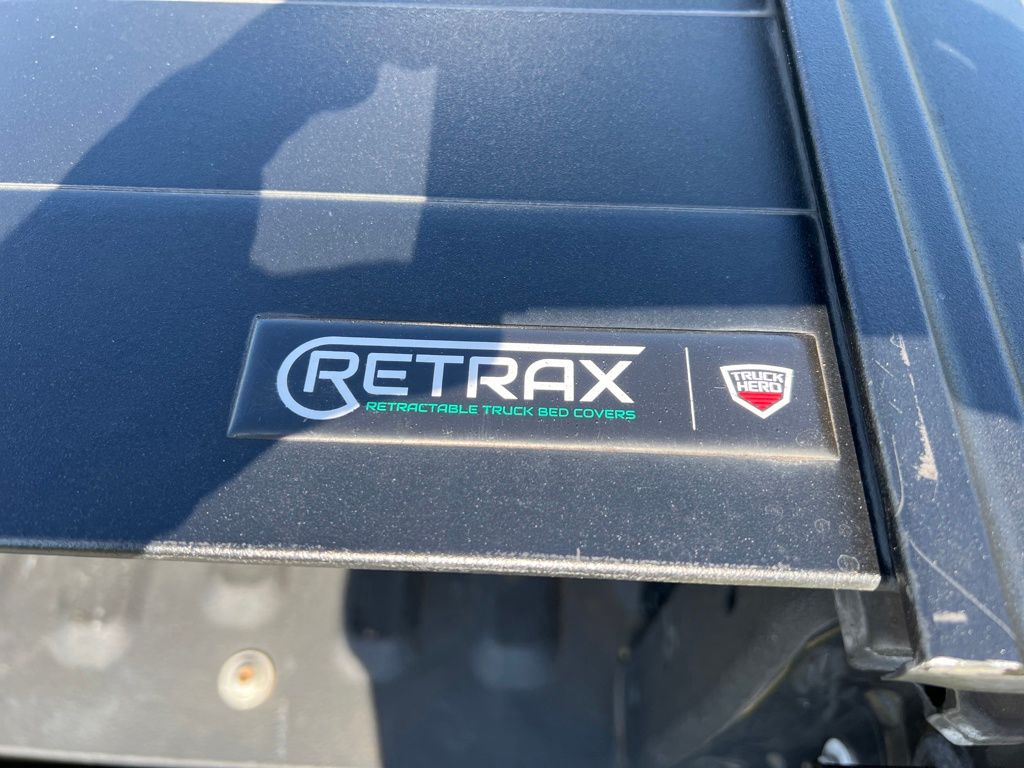 RETRAX
RETRACTABLE TRUCK BED COVERS
TRUCK
HERO